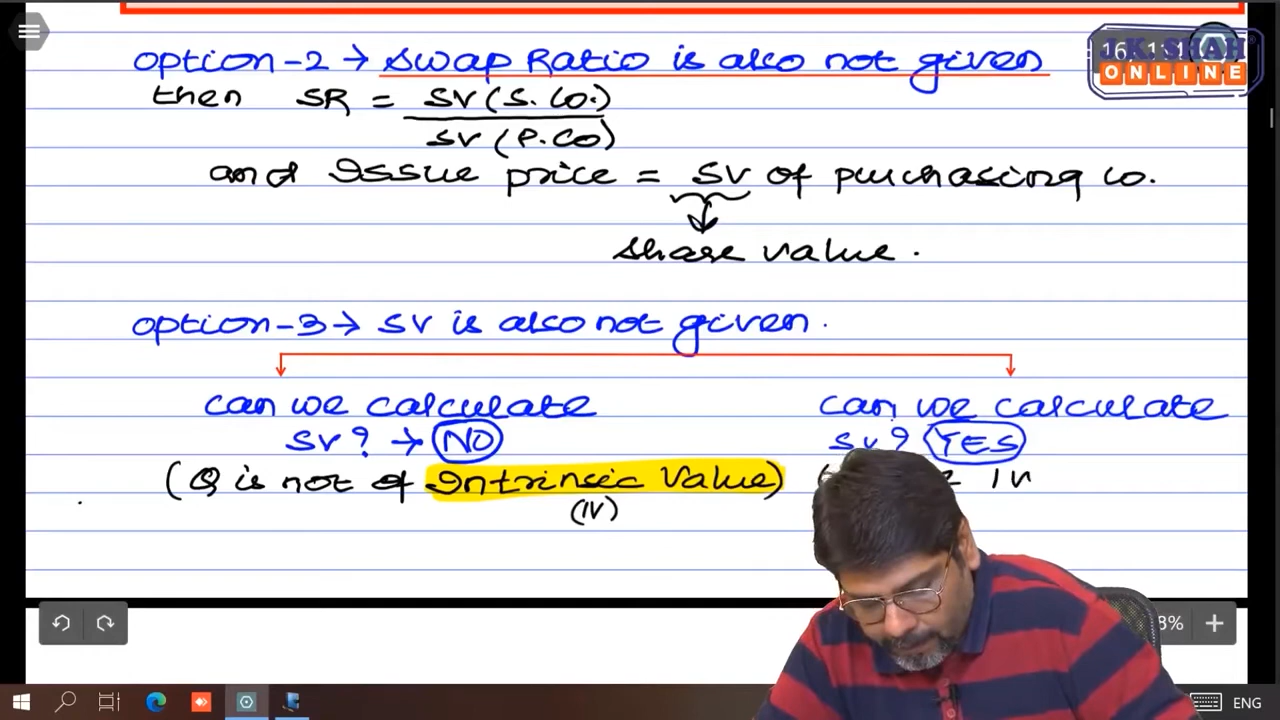 option-2 → Swap Ratio is also not given
then SR = SV (S. Co.)
SV (P. Co)
and Issue price = SV of purchasing co.
Share value.
option-3 → SV is also not given.
can we calculate
SV? → NO
(Q is not of Intrinsic Value)
(IV)
can we calculate
SV? YES
ONLINE
8%
ENG